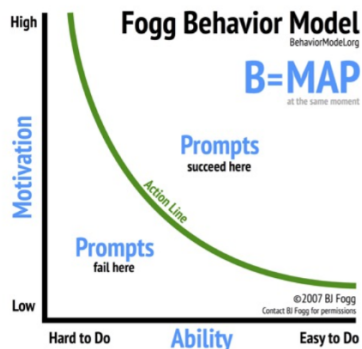 High
Fogg Behavior Model
BehaviorModel.org
B=MAP
at the same moment
Motivation
Prompts
succeed here
Action Line
Prompts
fail here
©2007 BJ Fogg
Contact BJ Fogg for permissions
Low
Hard to Do
Ability
Easy to Do